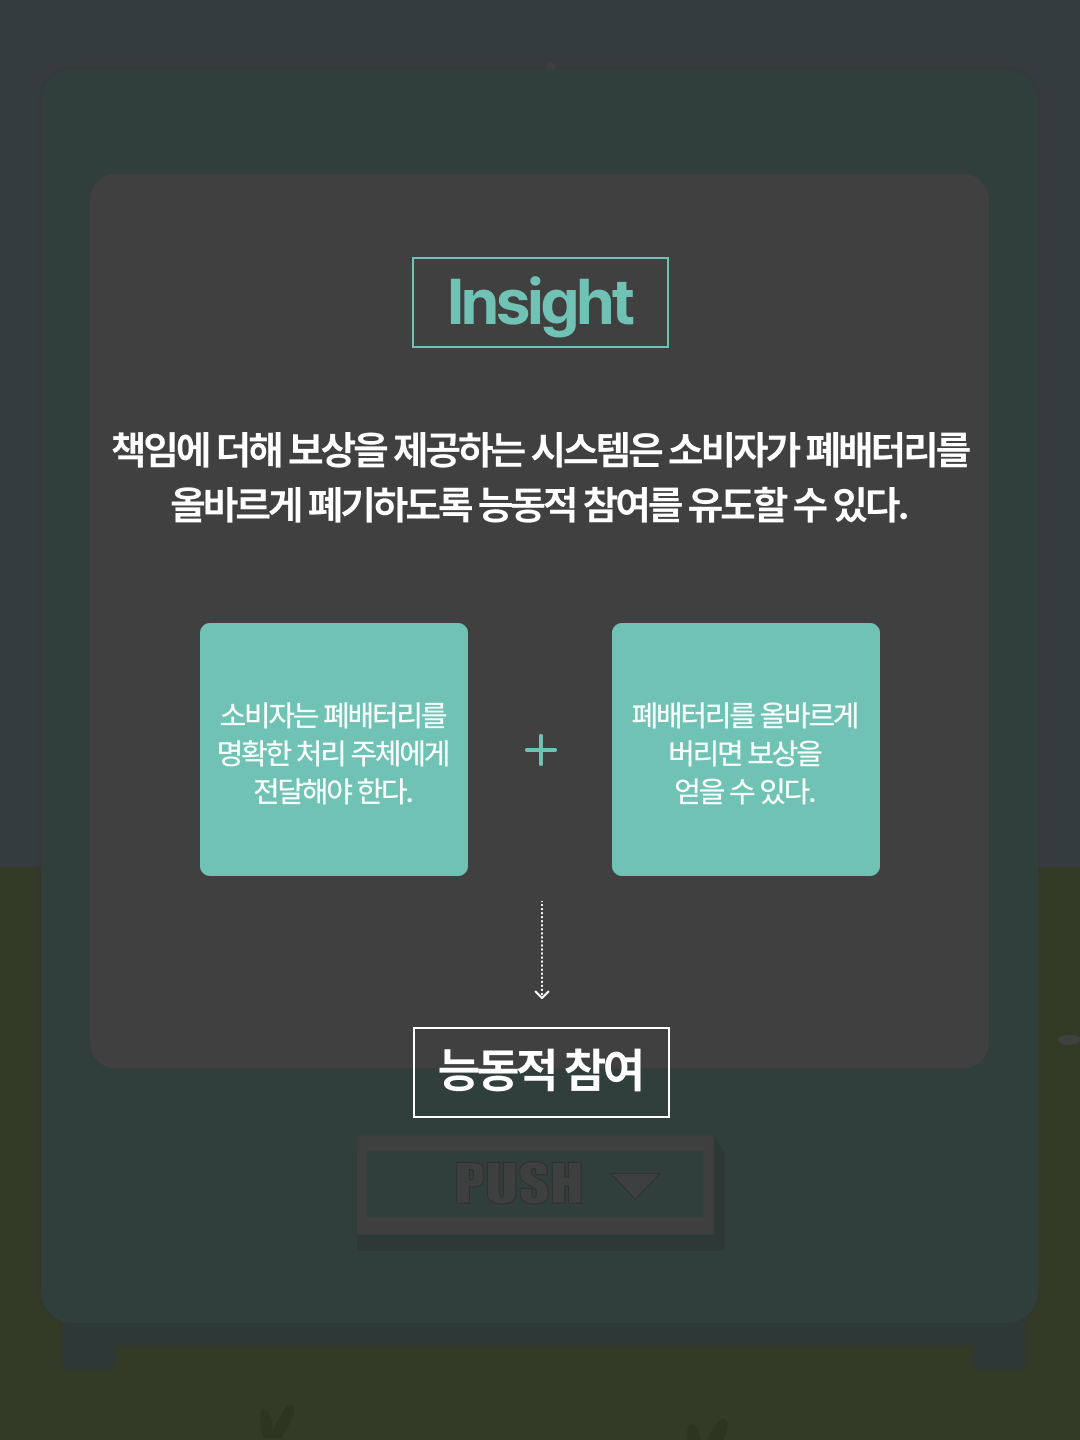 Insight
책임에 더해 보상을 제공하는 시스템은 소비자가 폐배터리를
올바르게 폐기하도록 능동적 참여를 유도할 수 있다.
소비자는 폐배터리를
명확한 처리 주체에게
전달해야 한다.
+
폐배터리를 올바르게
버리면 보상을
얻을 수 있다.
능동적 참여
PUSH